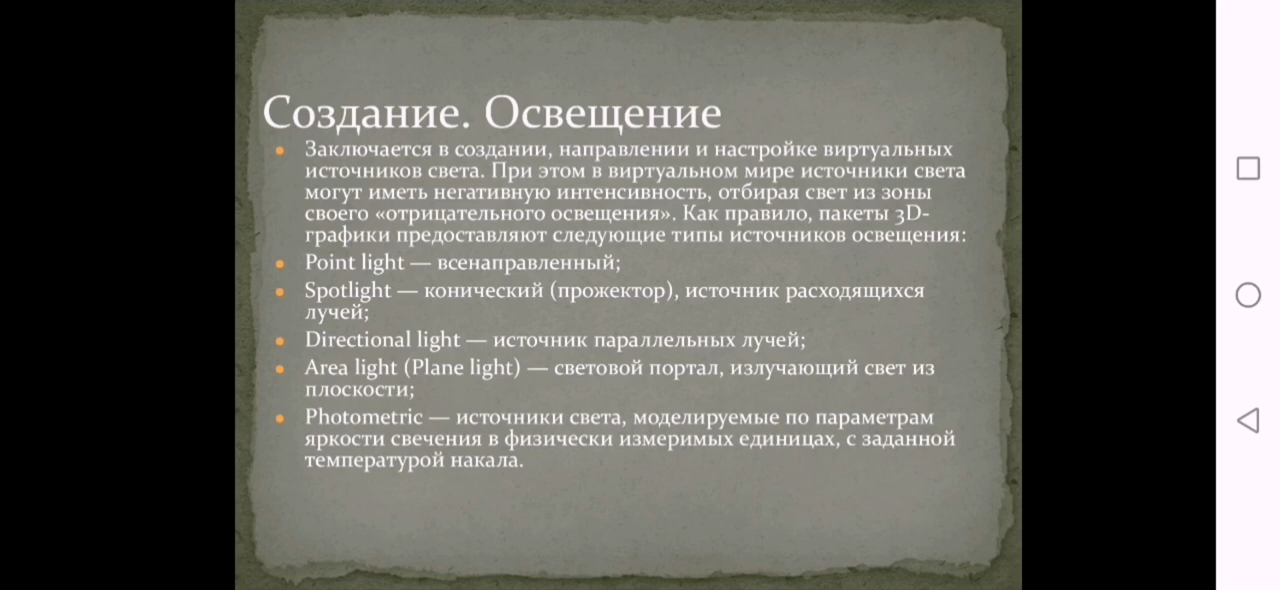 Создание. Освещение
Заключается в создании, направлении и настройке виртуальных
источников света. При этом в виртуальном мире источники света
могут иметь негативную интенсивность, отбирая свет из зоны
своего «отрицательного освещения». Как правило, пакеты 3D-
графики предоставляют следующие типы источников освещения:
Point light — всенаправленный;
Spotlight — конический (прожектор), источник расходящихся
лучей;
Directional light — источник параллельных лучей;
Area light (Plane light) — световой портал, излучающий свет из
плоскости;
Photometric — источники света, моделируемые по параметрам
яркости свечения в физически измеримых единицах, с заданной
температурой накала.